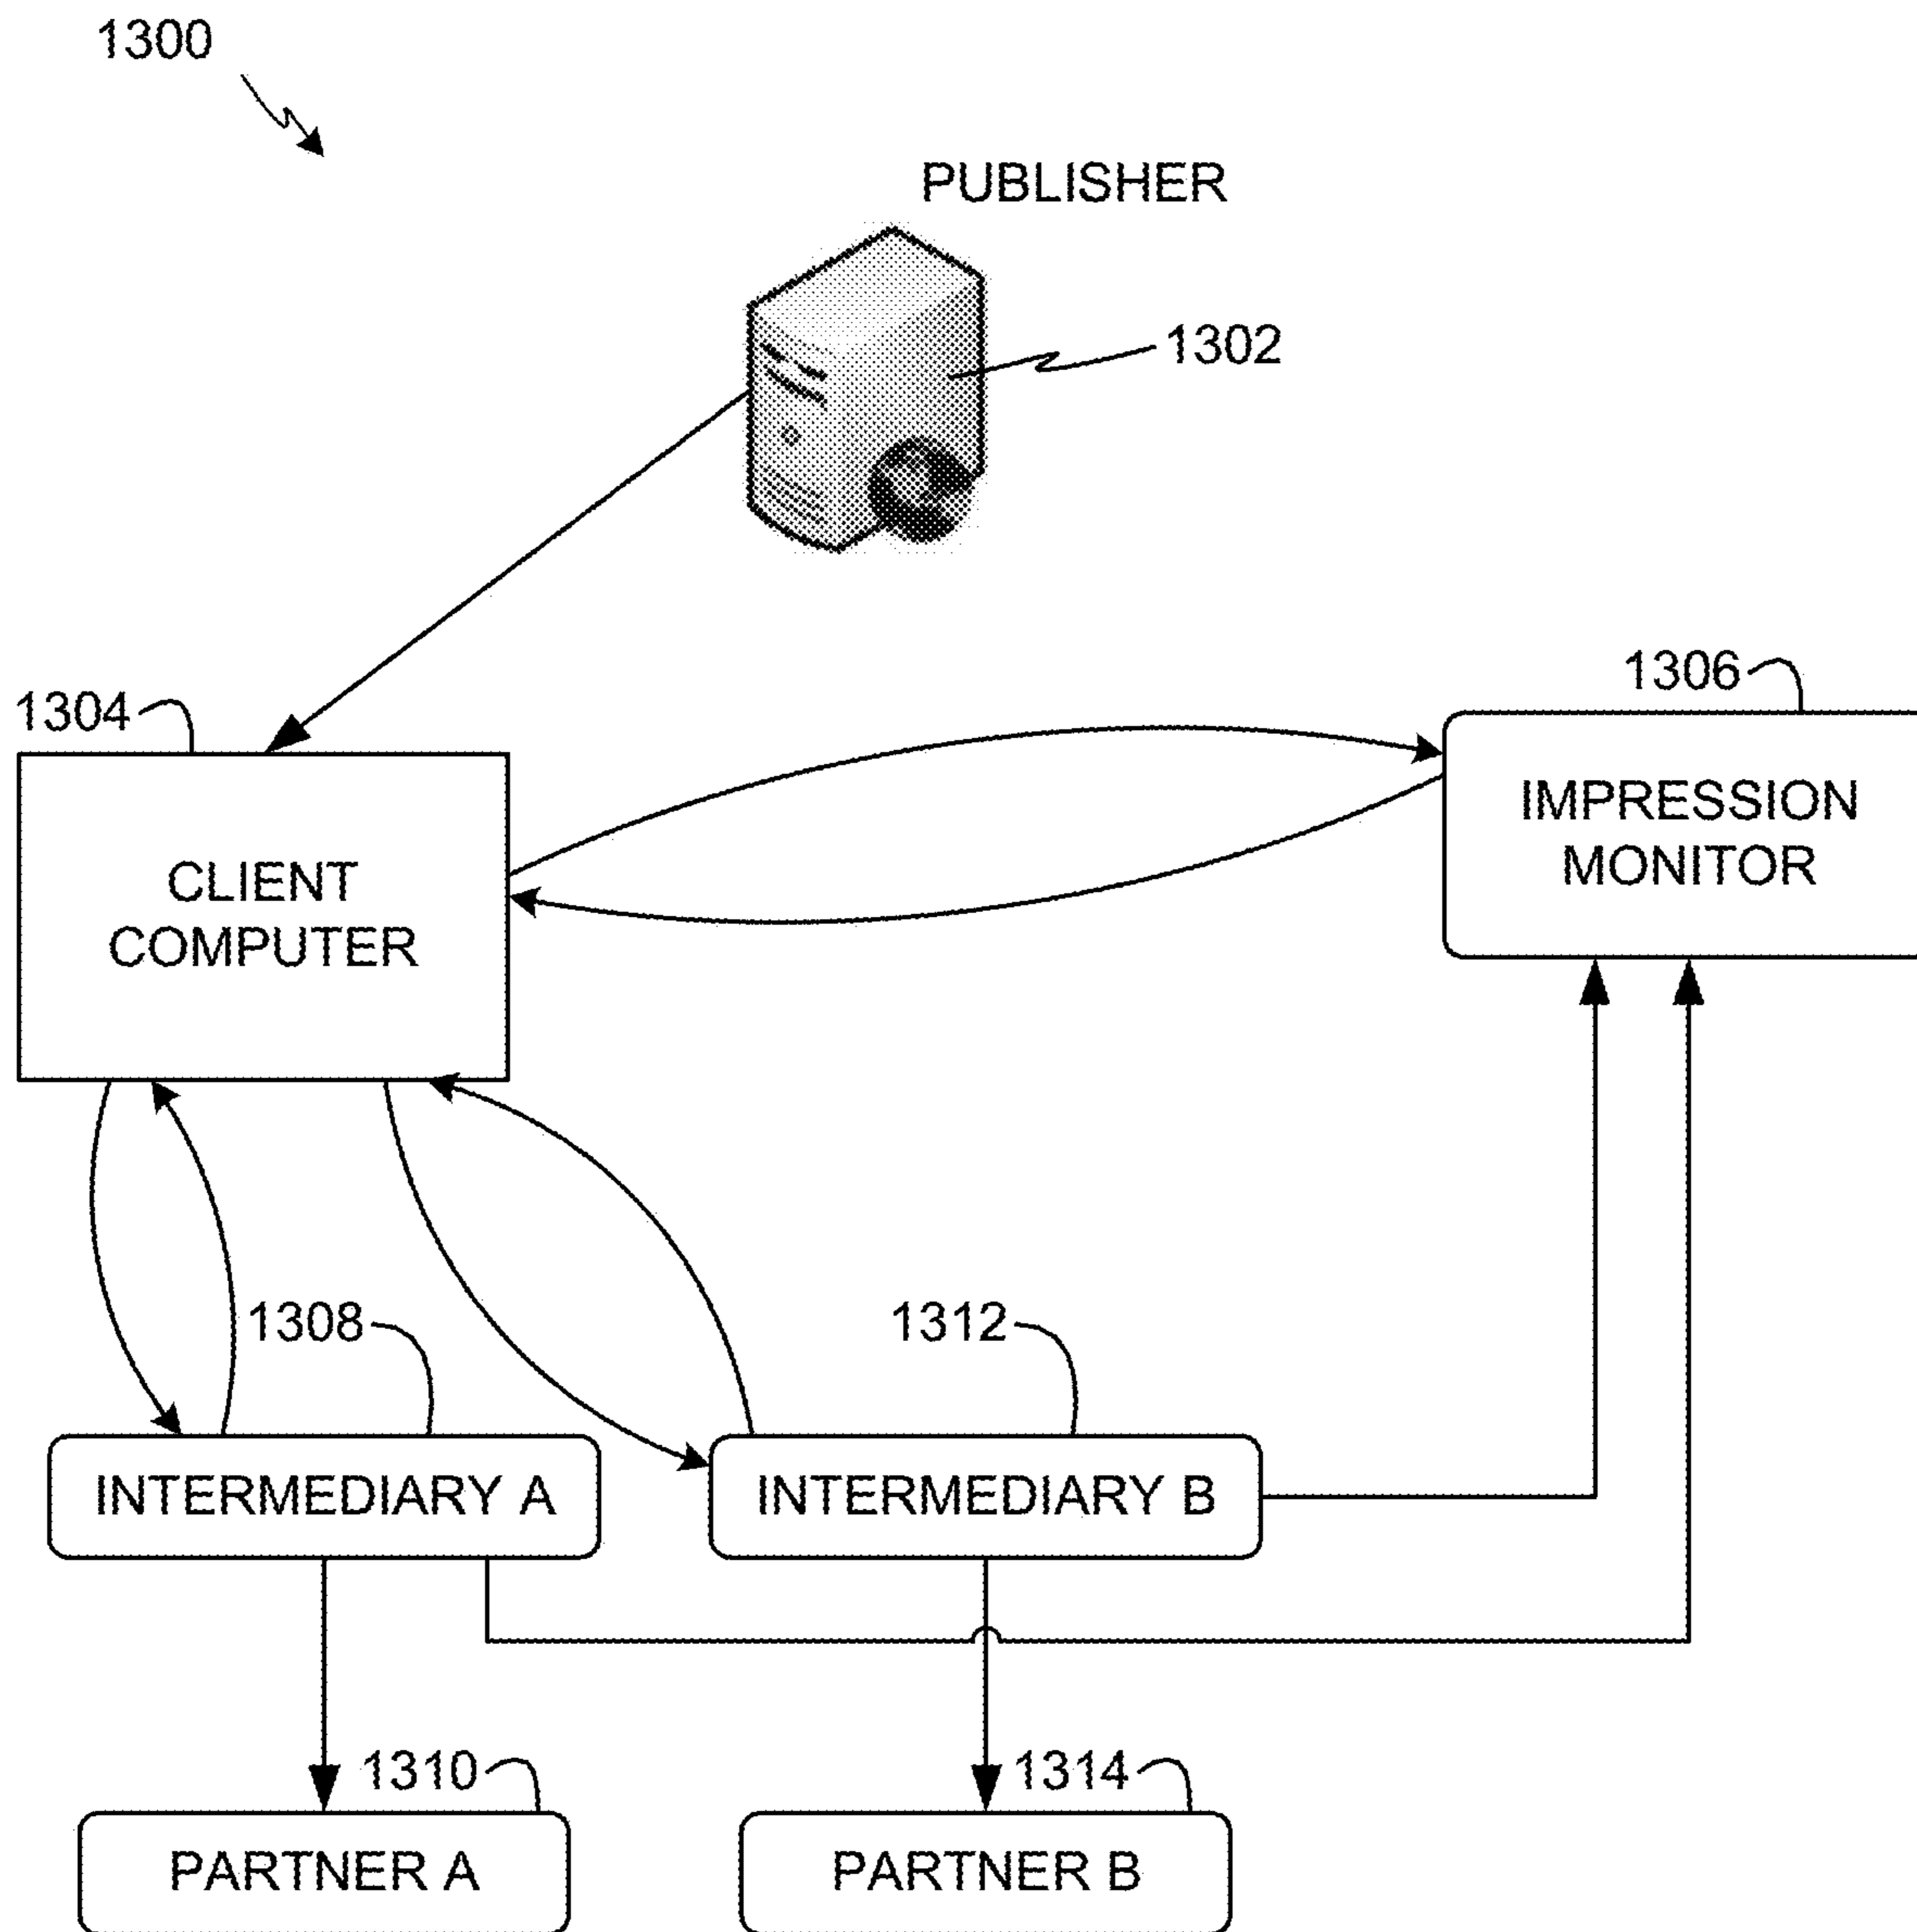 1300
PUBLISHER
1302
1304
1306
CLIENT
COMPUTER
IMPRESSION
MONITOR
1308
1312
INTERMEDIARY A
INTERMEDIARY B
1310
1314
PARTNER A
PARTNER B